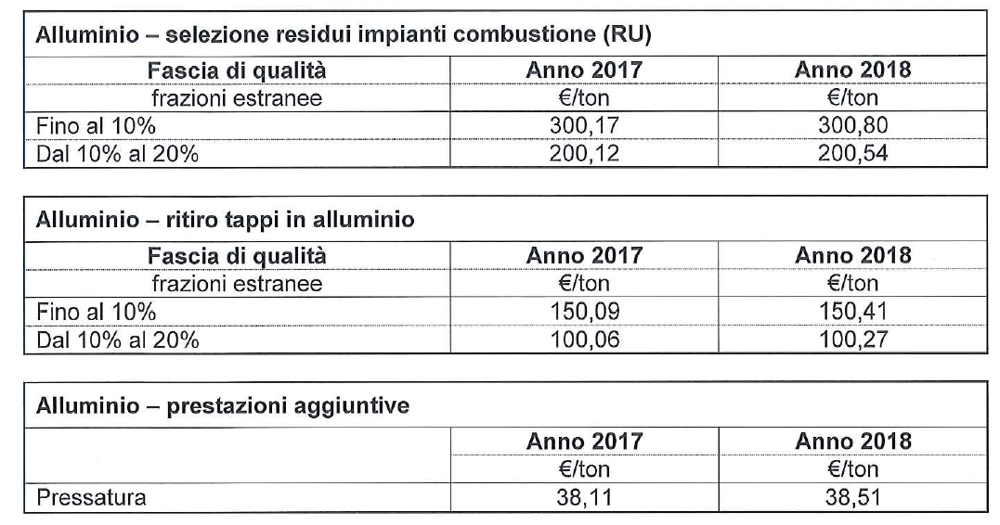 Alluminio – selezione residui impianti combustione (RU)
Fascia di qualità Anno 2017 Anno 2018
frazioni estranee €/ton €/ton
Fino al 10% 300,17 300,80
Dal 10% al 20% 200,12 200,54
Alluminio – ritiro tappi in alluminio
Fascia di qualità Anno 2017 Anno 2018
frazioni estranee €/ton €/ton
Fino al 10% 150,09 150,41
Dal 10% al 20% 100,06 100,27
Alluminio – prestazioni aggiuntive
Anno 2017 Anno 2018
€/ton €/ton
Pressatura 38,11 38,51